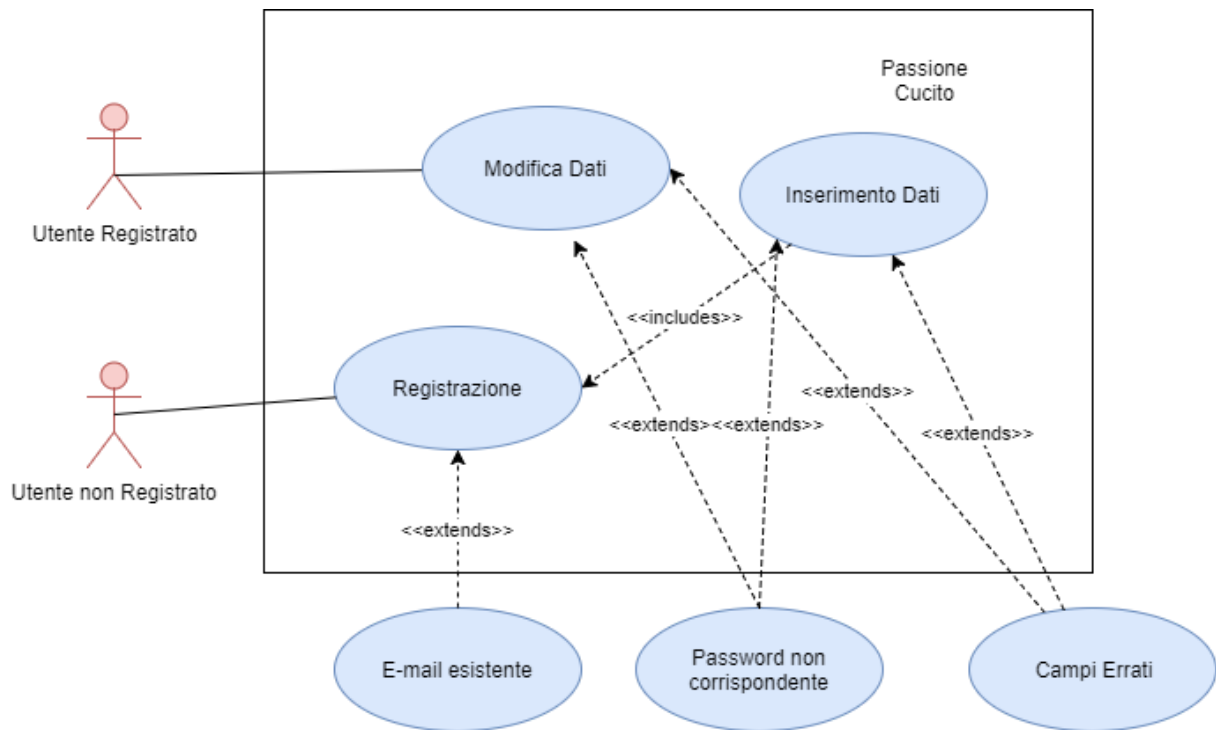 Passione
Cucito
Modifica Dati
Inserimento Dati
Utente Registrato
<<includes>>
Registrazione
<<extends>>
<<extends><<extends>>
<<extends>>
Utente non Registrato
<<extends>>
E-mail esistente
Password non
corrispondente
Campi Errati